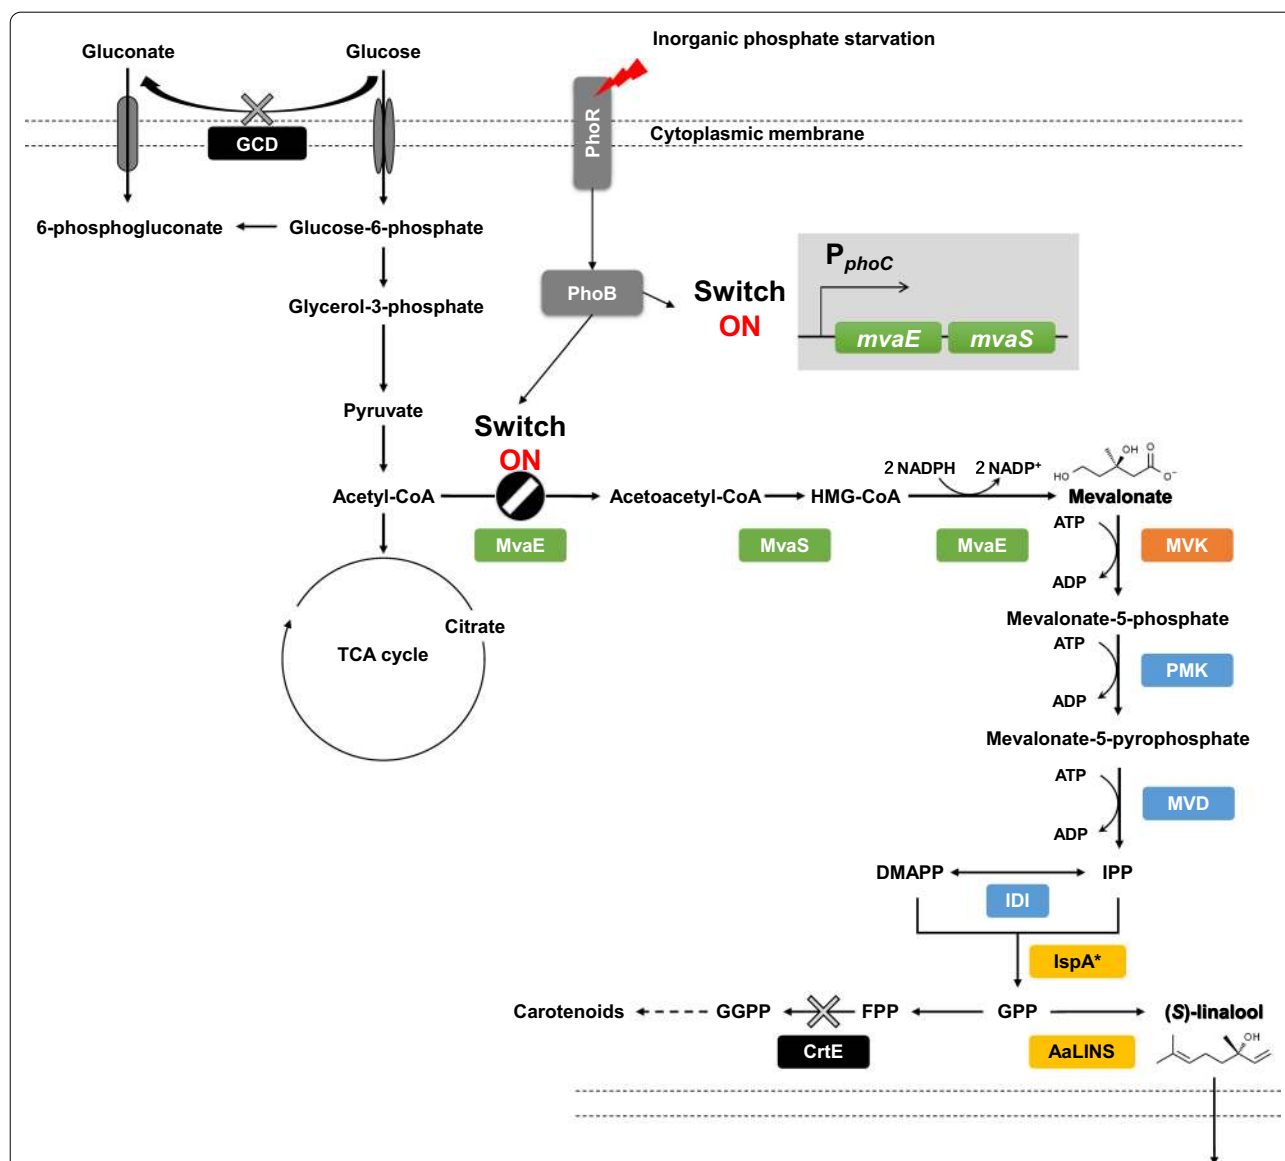 Inorganic phosphate starvation
Gluconate
Glucose
PhoR
Cytoplasmic membrane
GCD
6-phosphogluconate
Glucose-6-phosphate
PphoC
PhoB
Switch
ON
Glycerol-3-phosphate
mvaE
mvaS
Pyruvate
Switch
ON
OH
O
HO
O−
2 NADPH
2 NADP+
Acetyl-CoA
Acetoacetyl-CoA
HMG-CoA
Mevalonate
MvaE
MvaS
MvaE
ATP
MVK
ADP
Mevalonate-5-phosphate
Citrate
TCA cycle
ATP
PMK
ADP
Mevalonate-5-pyrophosphate
ATP
MVD
ADP
DMAPP
IPP
IDI
IspA*
Carotenoids
GGPP
FPP
GPP
(S)-linalool
CrtE
AaLINS
OH